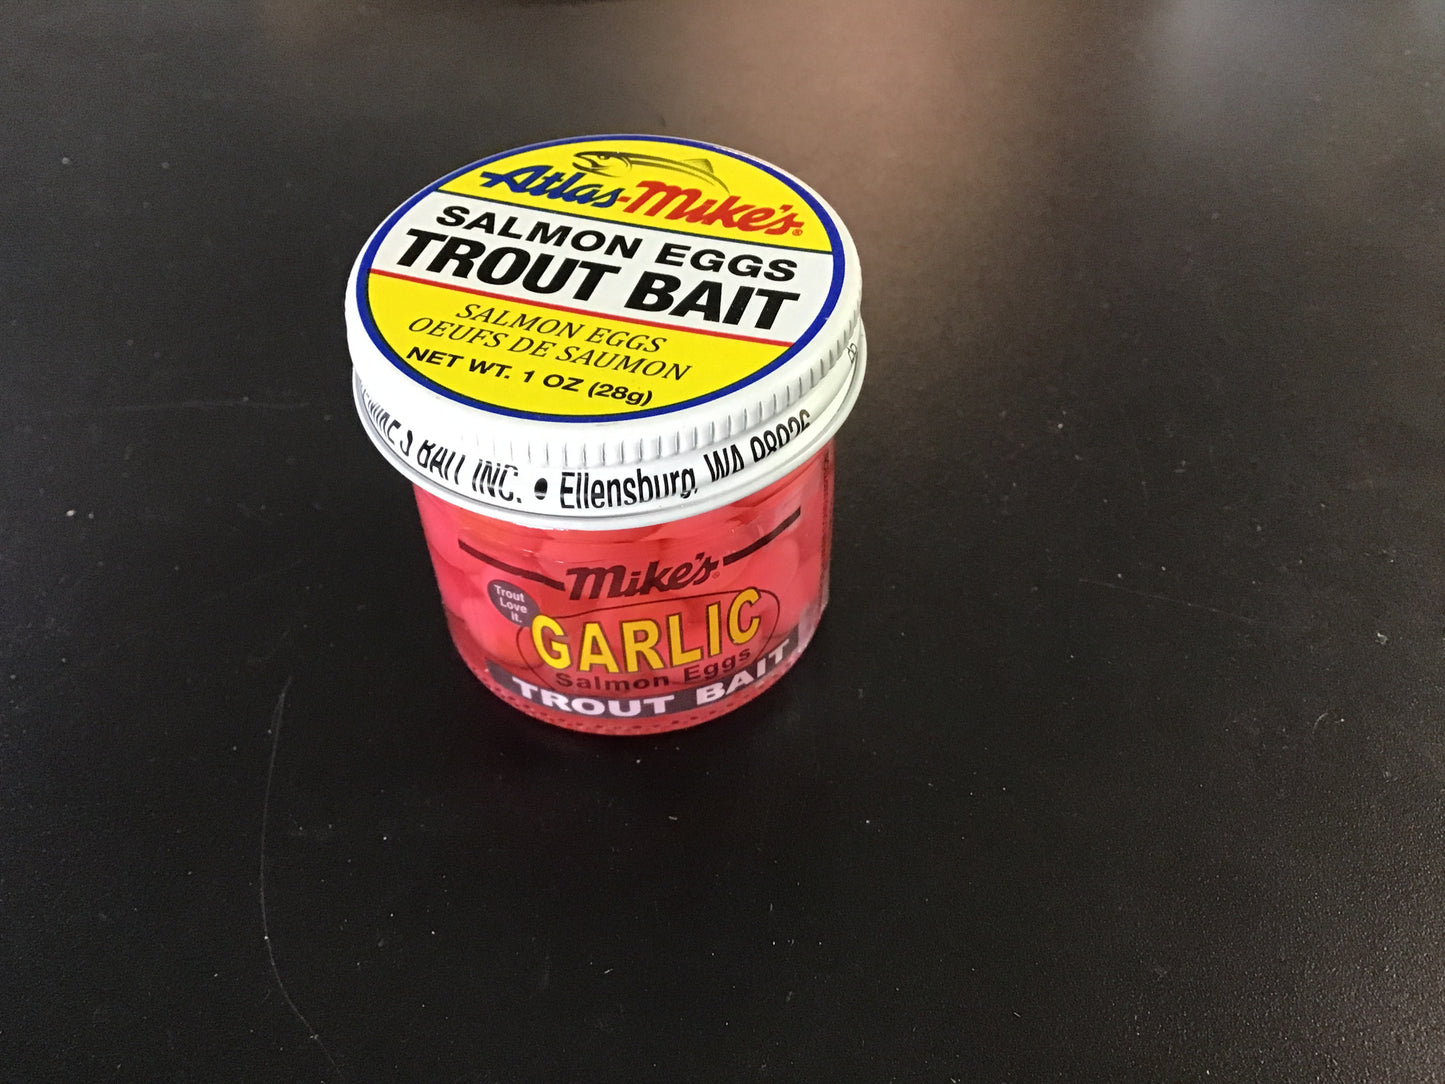 Atlas-Mike's®
SALMON EGGS
TROUT BAIT
SALMON EGGS
OEUFS DE SAUMON
NET WT. 1 OZ (28g)
BAIT INC. • Ellensburg, WA 98926
Mike's®
Trout
Love
it.
GARLIC
Salmon Eggs
TROUT BAIT